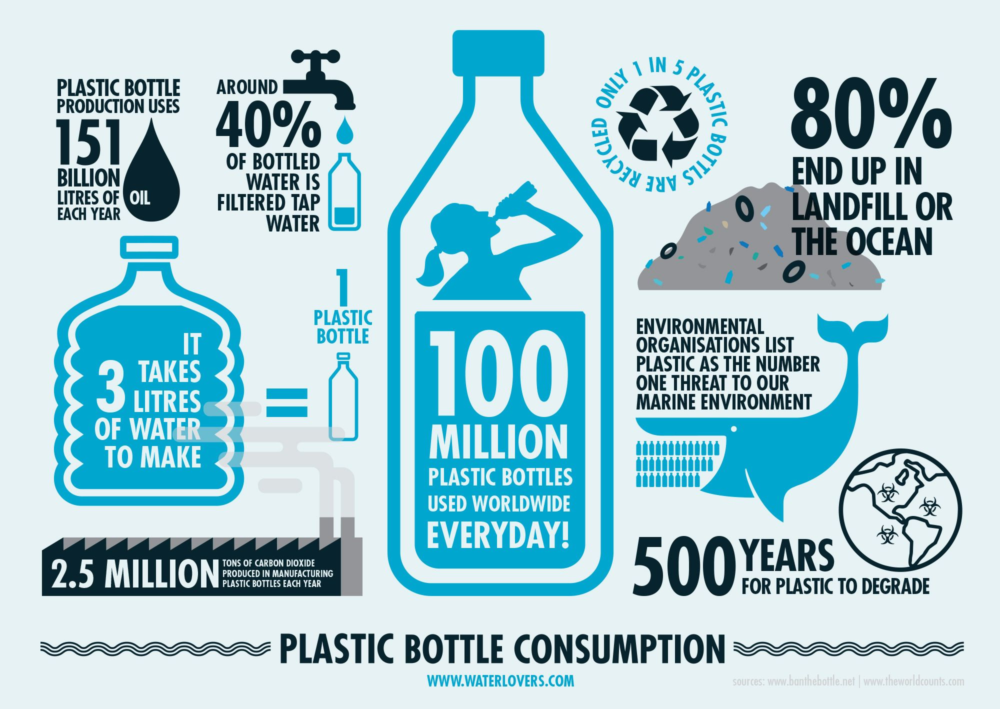 PLASTIC BOTTLE
PRODUCTION USES
151
BILLION
LITRES OF
EACH YEAR
OIL
AROUND
40%
OF BOTTLED
WATER IS
FILTERED TAP
WATER
IT
3 TAKES
LITRES
OF WATER
TO MAKE
1
PLASTIC
BOTTLE
2.5 MILLION
TONS OF CARBON DIOXIDE
PRODUCED IN MANUFACTURING
PLASTIC BOTTLES EACH YEAR
100
MILLION
PLASTIC BOTTLES
USED WORLDWIDE
EVERYDAY!
ONLY 1 IN 5 PLASTIC BOTTLS ARE RECYCLED
80%
END UP IN
LANDFILL OR
THE OCEAN
ENVIRONMENTAL
ORGANISATIONS LIST
PLASTIC AS THE NUMBER
ONE THREAT TO OUR
MARINE ENVIRONMENT
500 YEARS
FOR PLASTIC TO DEGRADE
PLASTIC BOTTLE CONSUMPTION
WWW.WATERLOVERS.COM
sources: www.banthebottle.net | www.theworldcounts.com